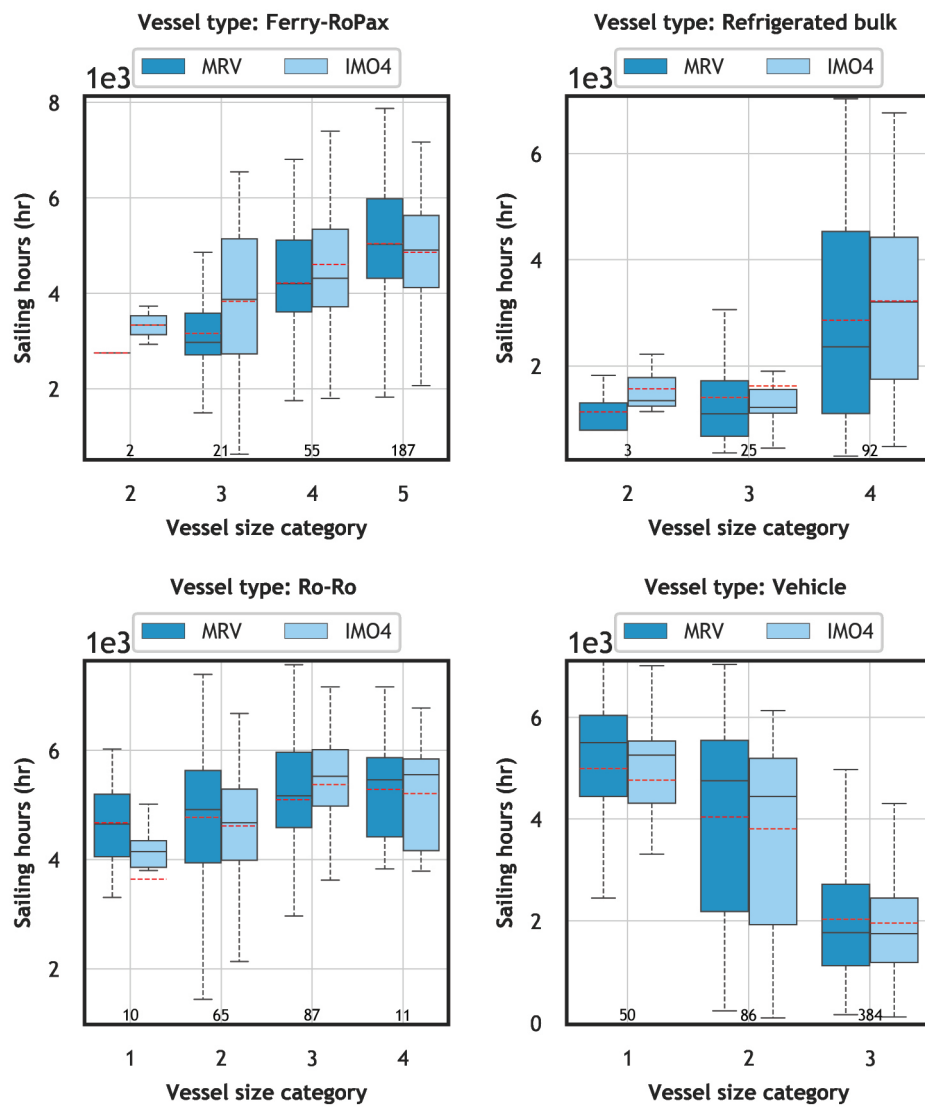 Vessel type: Ferry-RoPax
MRV IMO4
1e3
8
6
4
2
Sailing hours (hr)
2 21 55 187
2 3 4 5
Vessel size category
Vessel type: Refrigerated bulk
MRV IMO4
1e3
6
4
2
Sailing hours (hr)
3 25 92
2 3 4
Vessel size category
Vessel type: Ro-Ro
MRV IMO4
1e3
6
4
2
Sailing hours (hr)
10 65 87 11
1 2 3 4
Vessel size category
Vessel type: Vehicle
MRV IMO4
1e3
6
4
2
0
Sailing hours (hr)
50 86 384
1 2 3
Vessel size category